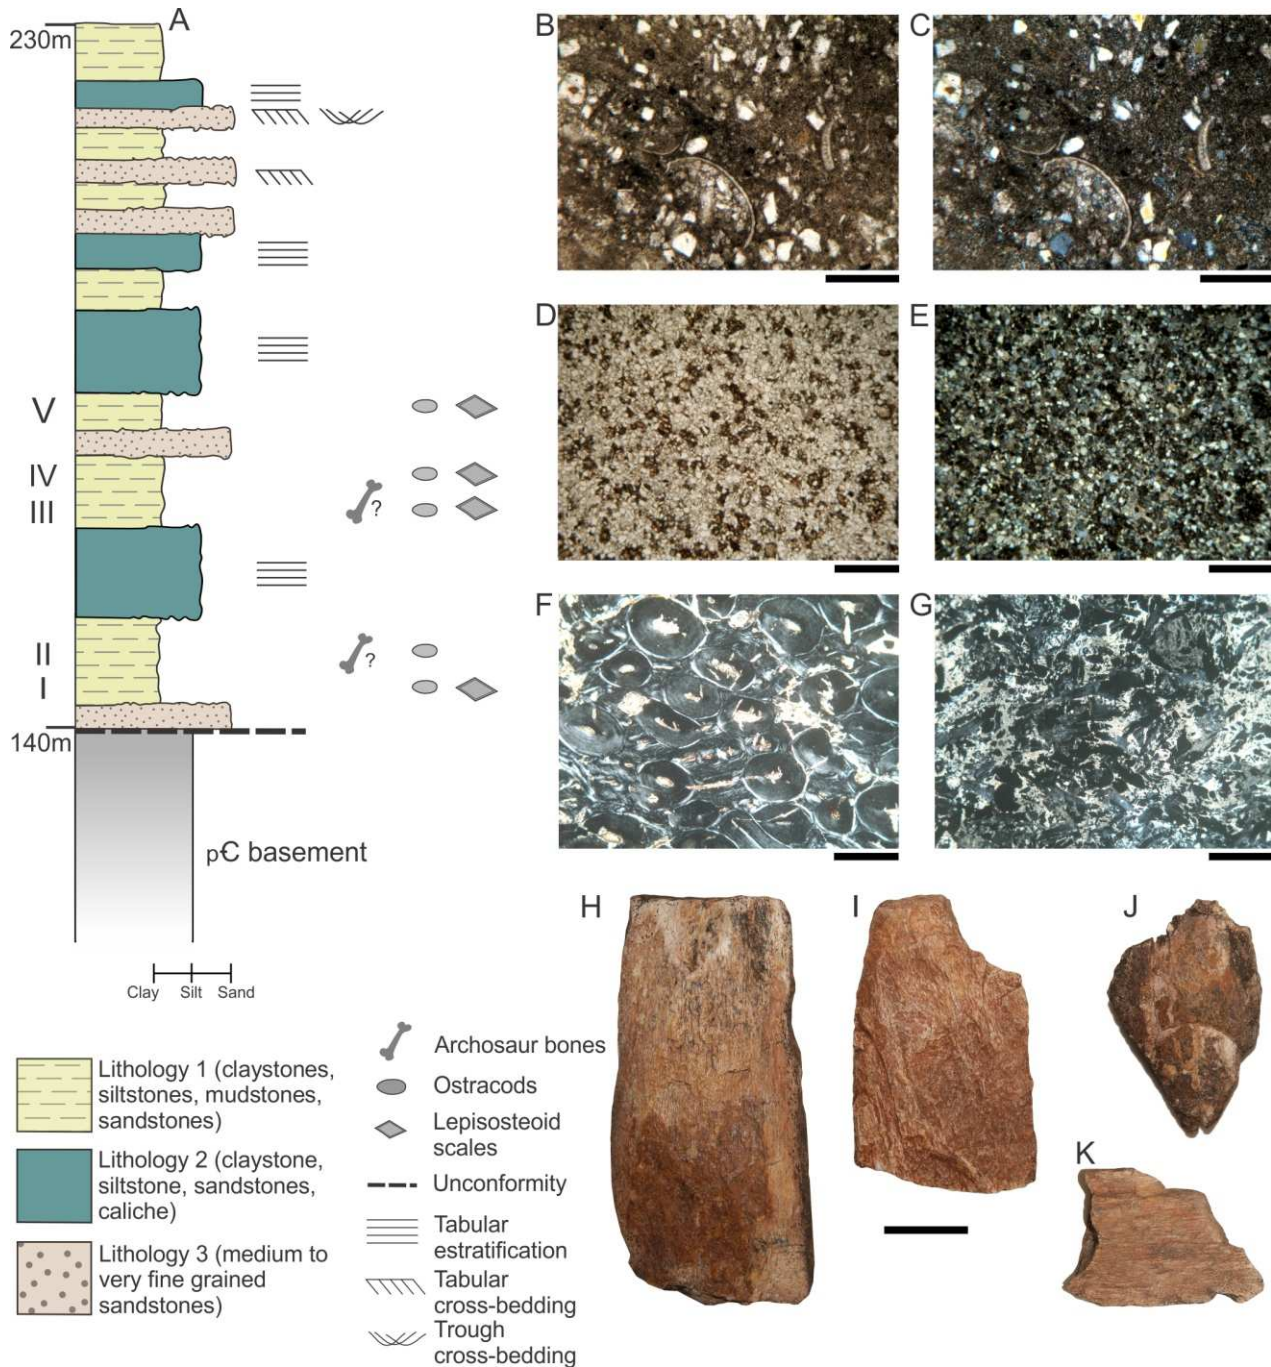 A
230m
V
IV
III
?
II
?
I
140m
pЄ basement
Clay Silt Sand
Lithology 1 (claystones,
siltstones, mudstones,
sandstones)
Lithology 2 (claystone,
siltstone, sandstones,
caliche)
Lithology 3 (medium to
very fine grained
sandstones)
Archosaur bones
Ostracods
Lepisosteoid
scales
Unconformity
Tabular
estratification
Tabular
cross-bedding
Trough
cross-bedding
B
C
D
E
F
G
H
I
J
K